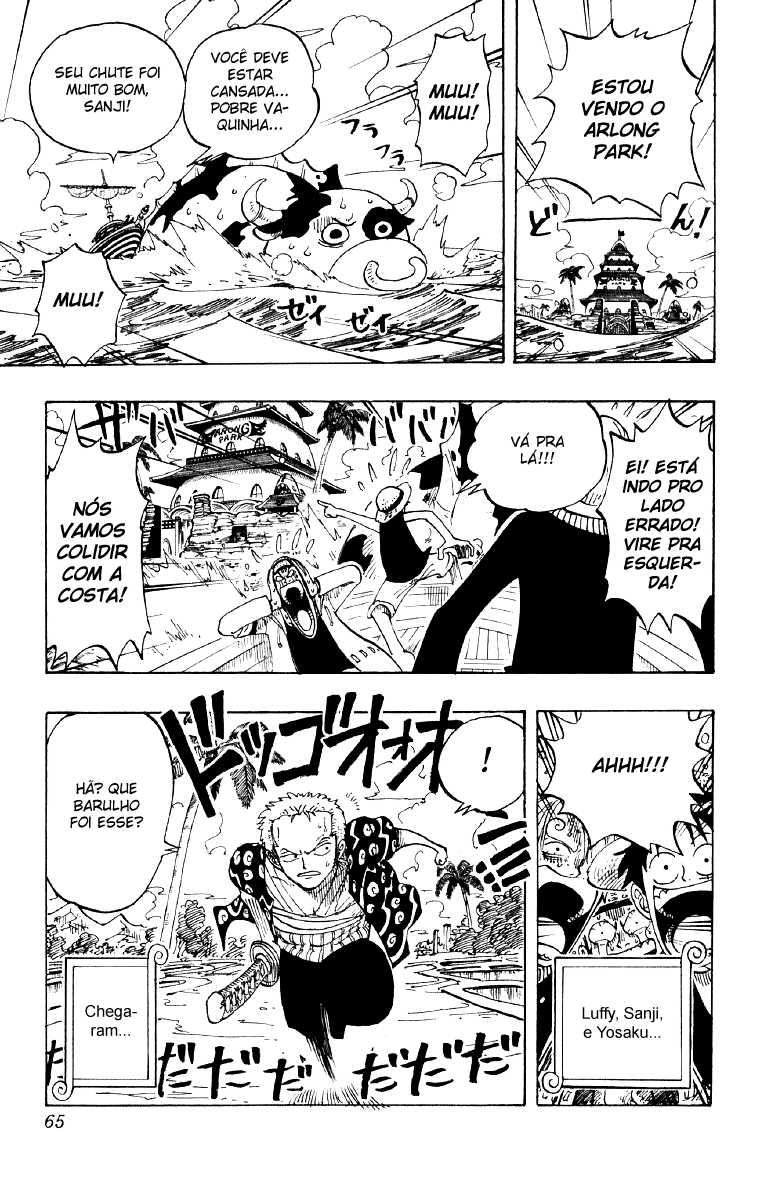 ESTOU
VENDO O
ARLONG
PARK!
どん!
MUU!
MUU!
VOCÊ DEVE
ESTAR
CANSADA...
POBRE VA-
QUINHA...
SEU CHUTE FOI
MUITO BOM,
SANJI!
フラフラ
MUU!
ゼイ
ゼイ
EI! ESTÁ
INDO PRO
LADO
ERRADO!
VIRE PRA
ESQUER-
DA!
VÁ PRA
LÁ!!!
ARLONG
PARK
NÓS
VAMOS
COLIDIR
COM A
COSTA!
AHHH!!!
Luffy, Sanji,
e Yosaku...
!
ドッゴオオオ
HÃ? QUE
BARULHO
FOI ESSE?
Chega-
ram...
だだだだ
だだだ
65